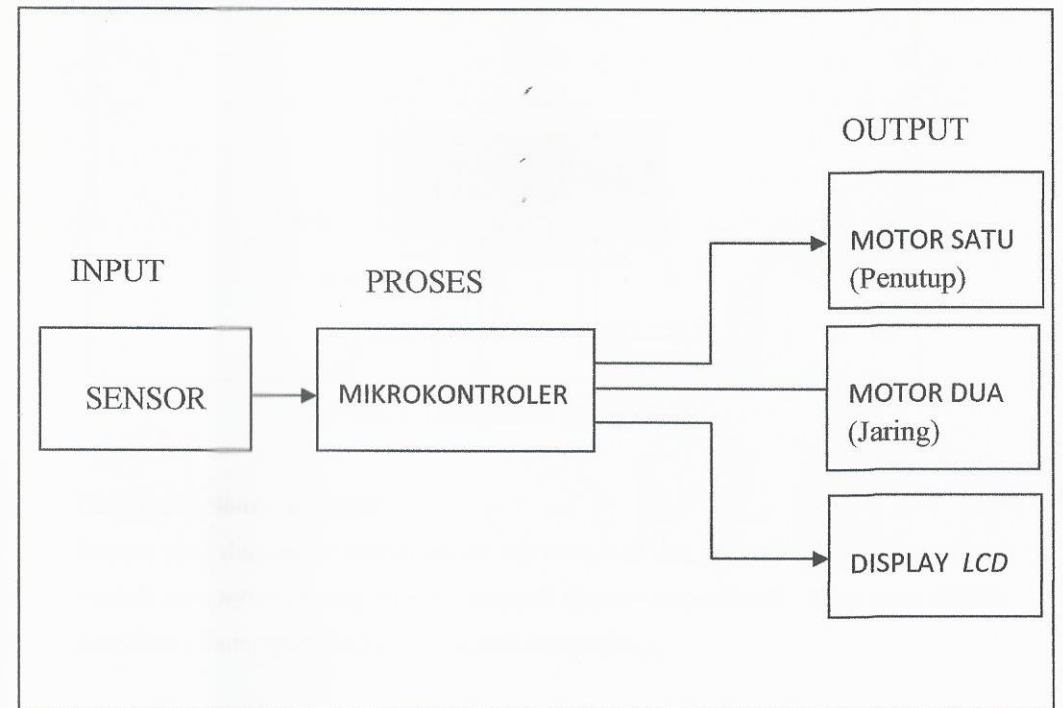 OUTPUT
MOTOR SATU
(Penutup)
INPUT
PROSES
SENSOR
MIKROKONTROLER
MOTOR DUA
(Jaring)
DISPLAY LCD